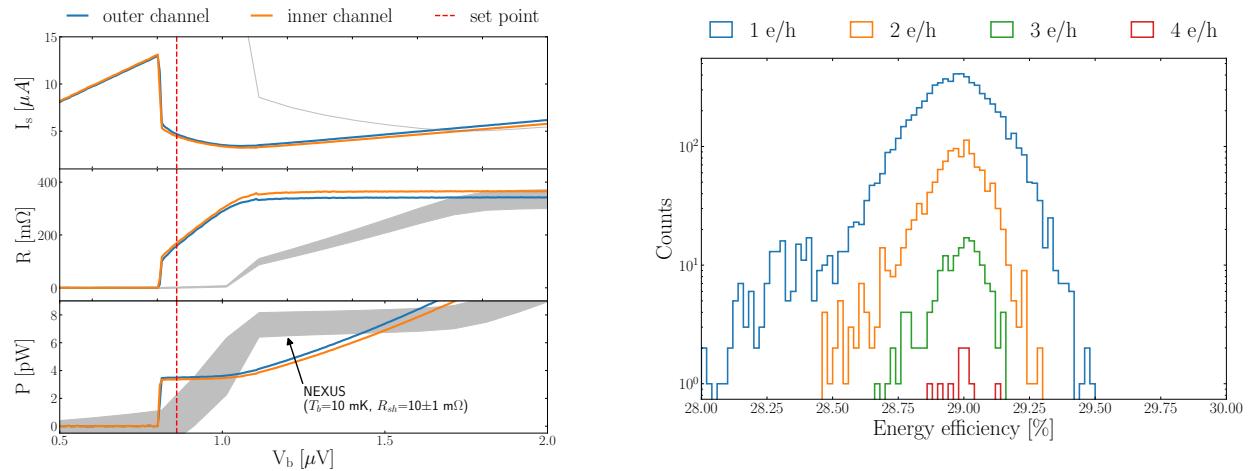 outer channel inner channel set point
15
10
5
I_s [μA]
400
200
0
R [mΩ]
8
6
4
2
0
P [pW]
NEXUS
(T_b=10 mK, R_sh=10±1 mΩ)
0.5 1.0 1.5 2.0
V_b [μV]
1 e/h 2 e/h 3 e/h 4 e/h
10^2
10^1
10^0
Counts
28.00 28.25 28.50 28.75 29.00 29.25 29.50 29.75 30.00
Energy efficiency [%]